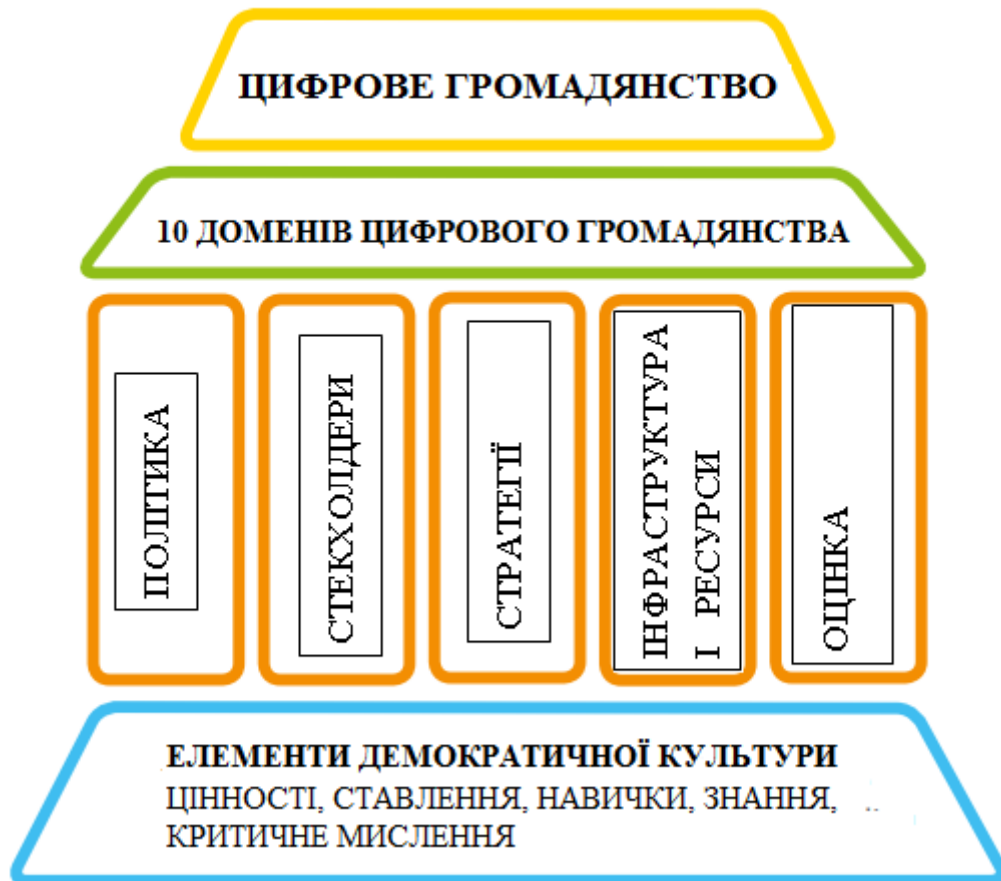 ЦИФРОВЕ ГРОМАДЯНСТВО
10 ДОМЕНІВ ЦИФРОВОГО ГРОМАДЯНСТВА
ПОЛІТИКА
СТЕКХОЛДЕРИ
СТРАТЕГІЇ
ІНФРАСТРУКТУРА
І РЕСУРСИ
ОЦІНКА
ЕЛЕМЕНТИ ДЕМОКРАТИЧНОЇ КУЛЬТУРИ
ЦІННОСТІ, СТАВЛЕННЯ, НАВИЧКИ, ЗНАННЯ,
КРИТИЧНЕ МИСЛЕННЯ